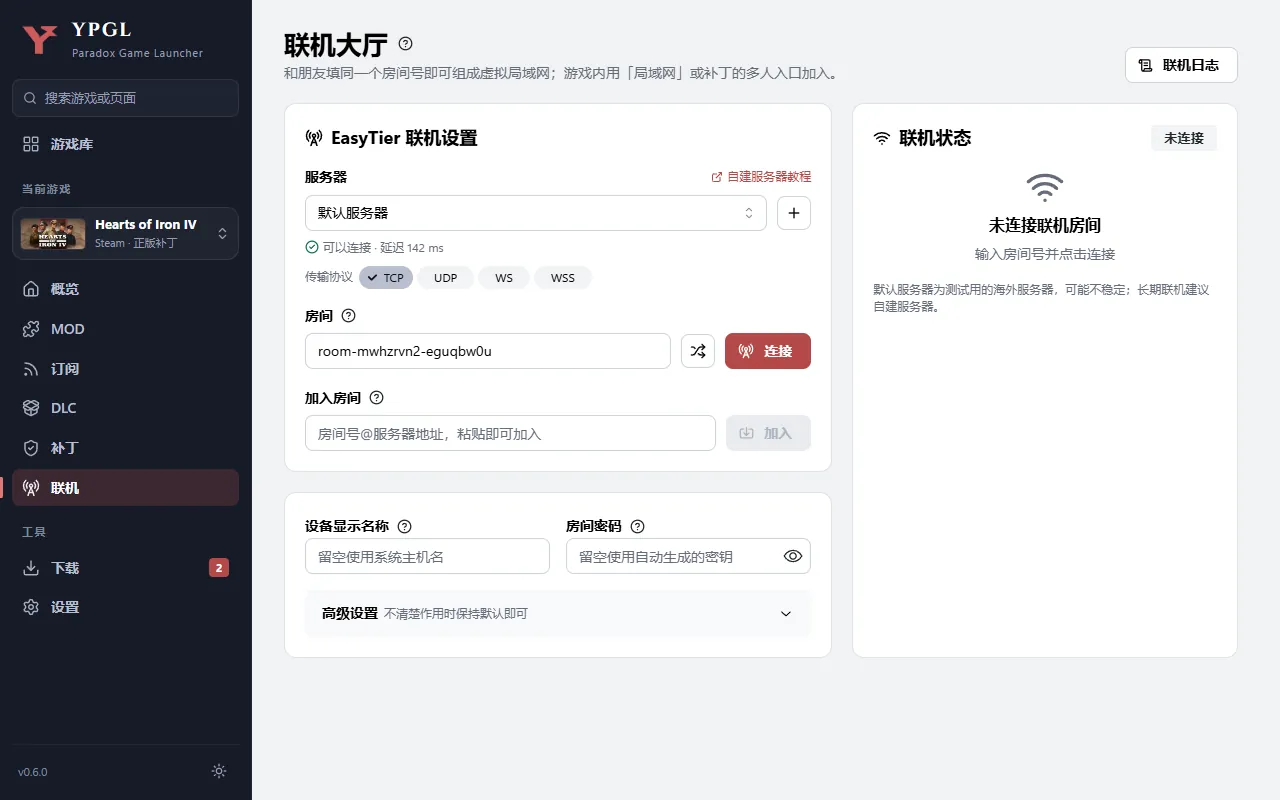 YPGL
Paradox Game Launcher
搜索游戏或页面
游戏库
当前游戏
HEARTS OF IRON IV
Hearts of Iron IV
Steam · 正版补丁
概览
MOD
订阅
DLC
补丁
联机
工具
下载 2
设置
v0.6.0
联机大厅
和朋友填同一个房间号即可组成虚拟局域网；游戏内用「局域网」或补丁的多人入口加入。
联机日志
EasyTier 联机设置
服务器 自建服务器教程
默认服务器
可以连接 · 延迟 142 ms
传输协议 TCP UDP WS WSS
房间
room-mwhzrvn2-eguqbw0u 连接
加入房间
房间号@服务器地址，粘贴即可加入 加入
设备显示名称 房间密码
留空使用系统主机名 留空使用自动生成的密钥
高级设置 不清楚作用时保持默认即可
联机状态 未连接
未连接联机房间
输入房间号并点击连接
默认服务器为测试用的海外服务器，可能不稳定；长期联机建议
自建服务器。